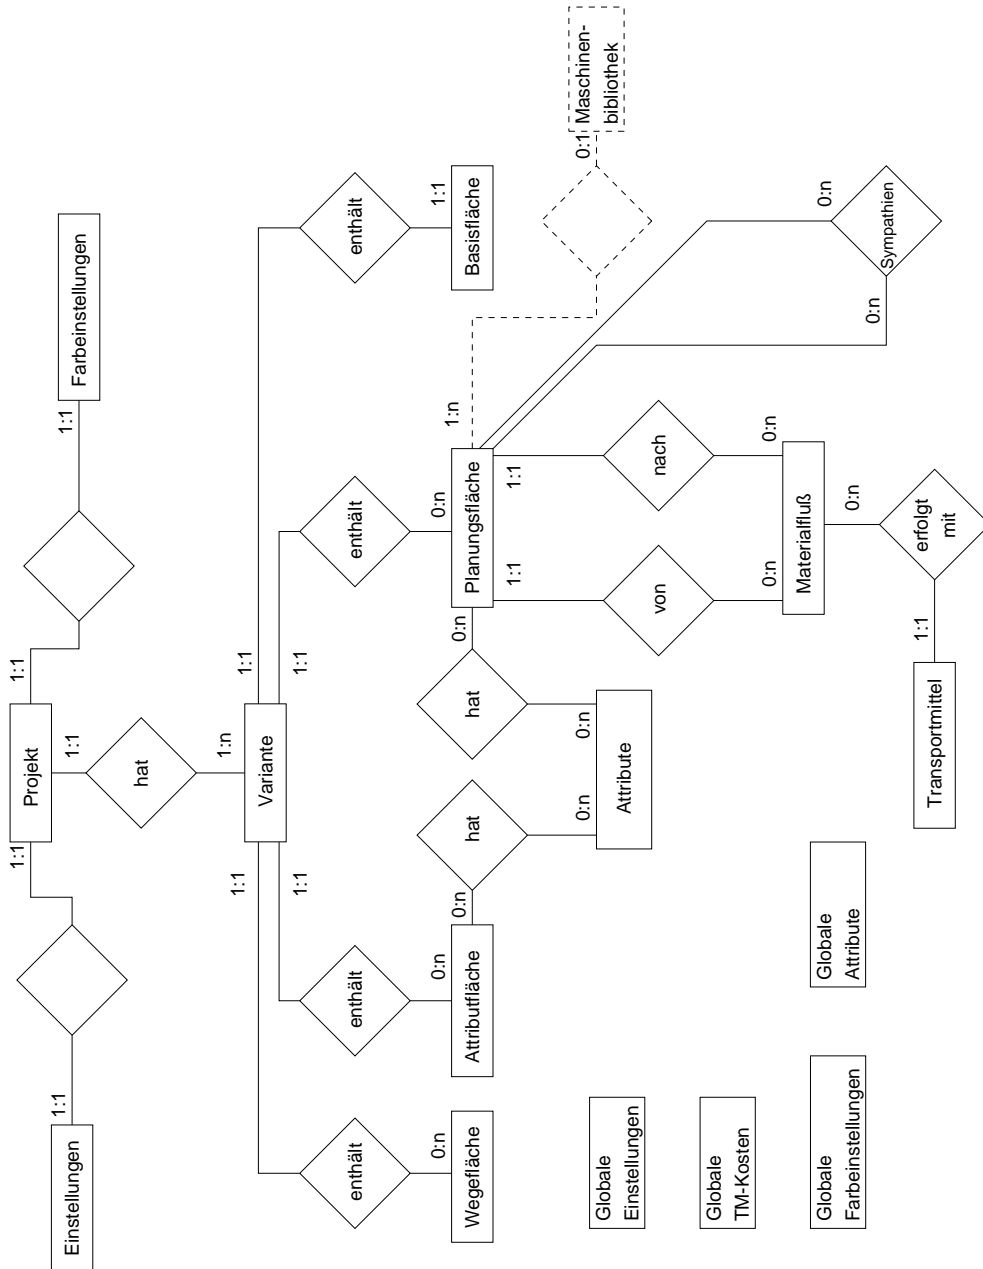 Einstellungen
1:1
1:1
Projekt
1:1
1:1
Farbeinstellungen
1:1
hat
1:n
Variante
1:1
1:1
1:1
1:1
enthält
enthält
enthält
enthält
0:n
0:n
0:n
1:1
Wegefläche
Attributfläche
Planungsfläche
Basisfläche
0:n
hat
0:n
0:n
hat
0:n
Attribute
1:1
1:1
1:n
von
nach
0:n
0:n
Materialfluß
0:n
erfolgt
mit
1:1
Transportmittel
0:1
Maschinen-
bibliothek
0:n
0:n
Sympathien
Globale
Einstellungen
Globale
TM-Kosten
Globale
Farbeinstellungen
Globale
Attribute